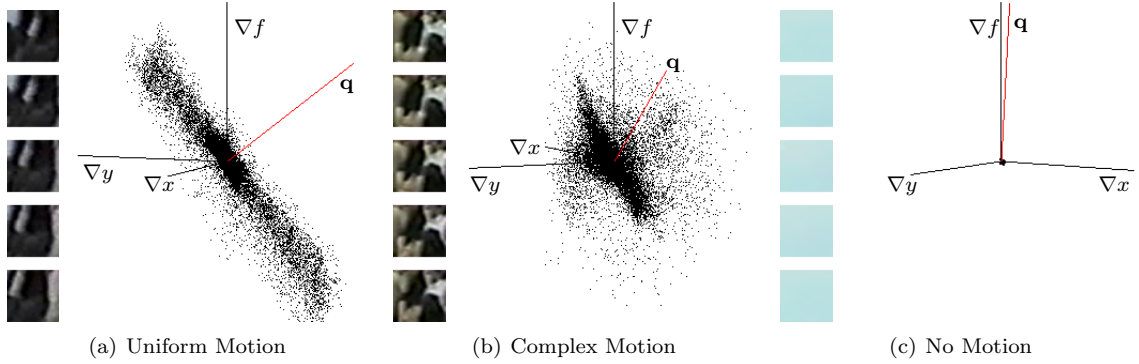 ∇f
q
∇y
∇x
(a) Uniform Motion
∇f
q
∇x
∇y
(b) Complex Motion
∇f
q
∇y
∇x
(c) No Motion